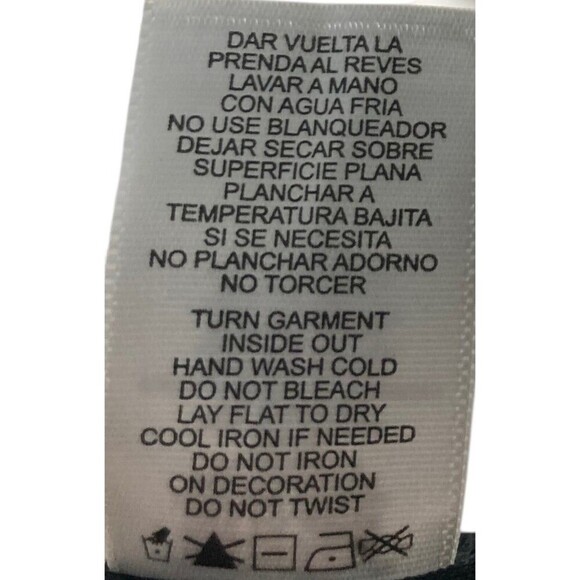 DAR VUELTA LA
PRENDA AL REVES
LAVAR A MANO
CON AGUA FRIA
NO USE BLANQUEADOR
DEJAR SECAR SOBRE
SUPERFICIE PLANA
PLANCHAR A
TEMPERATURA BAJITA
SI SE NECESITA
NO PLANCHAR ADORNO
NO TORCER
TURN GARMENT
INSIDE OUT
HAND WASH COLD
DO NOT BLEACH
LAY FLAT TO DRY
COOL IRON IF NEEDED
DO NOT IRON
ON DECORATION
DO NOT TWIST